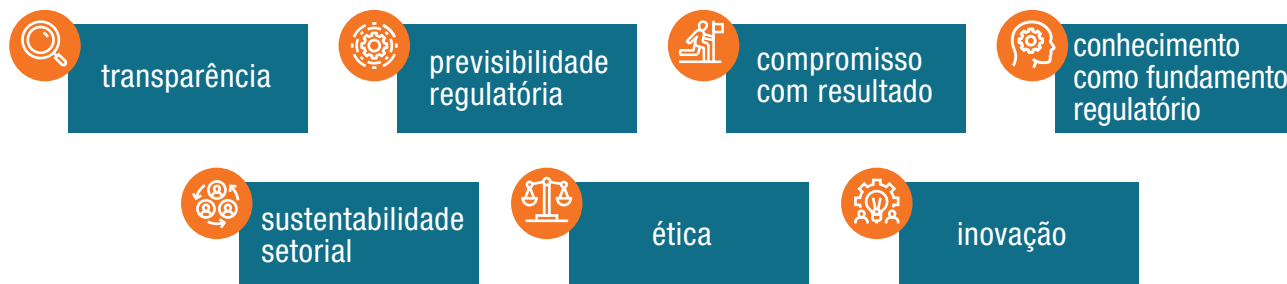 transparência
previsibilidade
regulatória
compromisso
com resultado
conhecimento
como fundamento
regulatório
sustentabilidade
setorial
ética
inovação